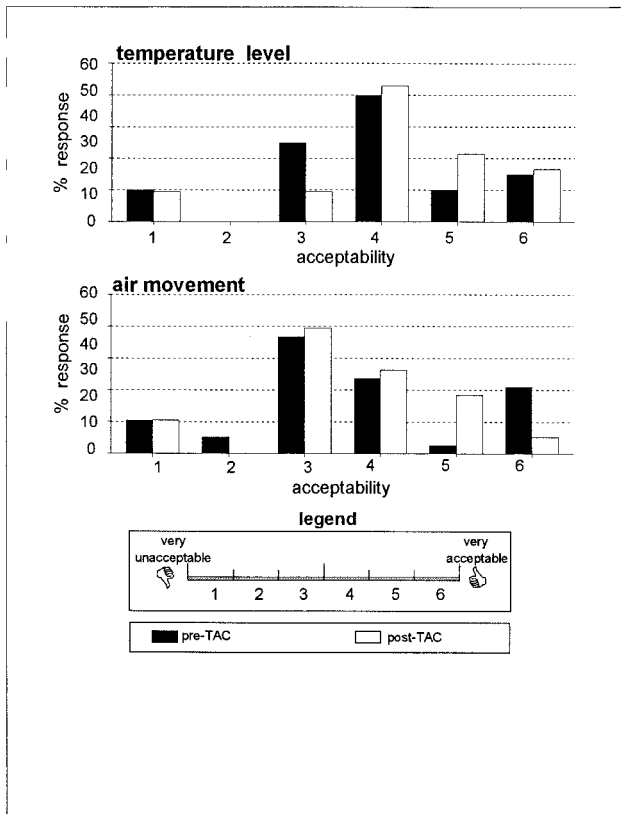 temperature level
60
50
40
30
20
10
0
% response
1 2 3 4 5 6
acceptability
air movement
60
50
40
30
20
10
0
% response
1 2 3 4 5 6
acceptability
legend
very
unacceptable
very
acceptable
1 2 3 4 5 6
pre-TAC post-TAC